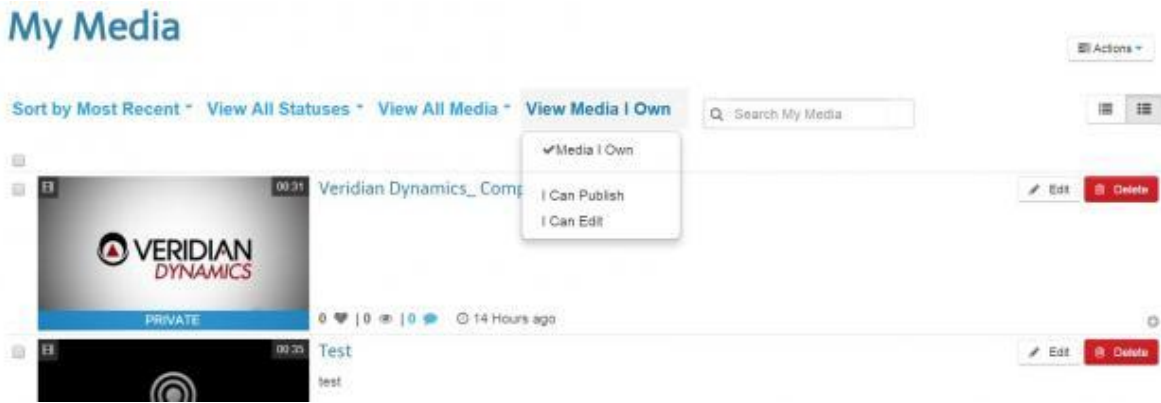 My Media
Actions
Sort by Most Recent View All Statuses View All Media View Media I Own Search My Media
Media I Own
I Can Publish
I Can Edit
00:31 Veridian Dynamics_ Comp Edit Delete
VERIDIAN
DYNAMICS
PRIVATE
0 | 0 | 0 14 Hours ago
00:35 Test Edit Delete
test